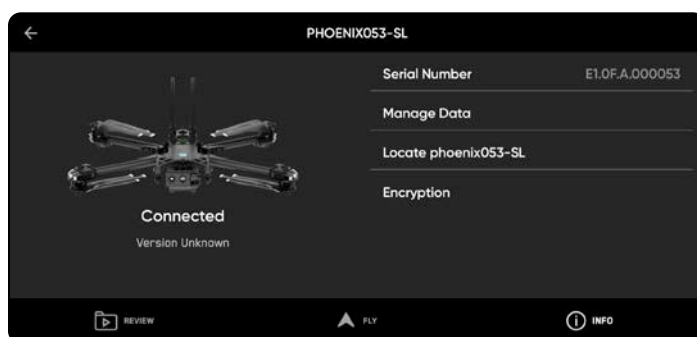 PHOENIX053-SL
Serial Number E1.0F.A.000053
Manage Data
Locate phoenix053-SL
Encryption
Connected
Version Unknown
REVIEW FLY INFO